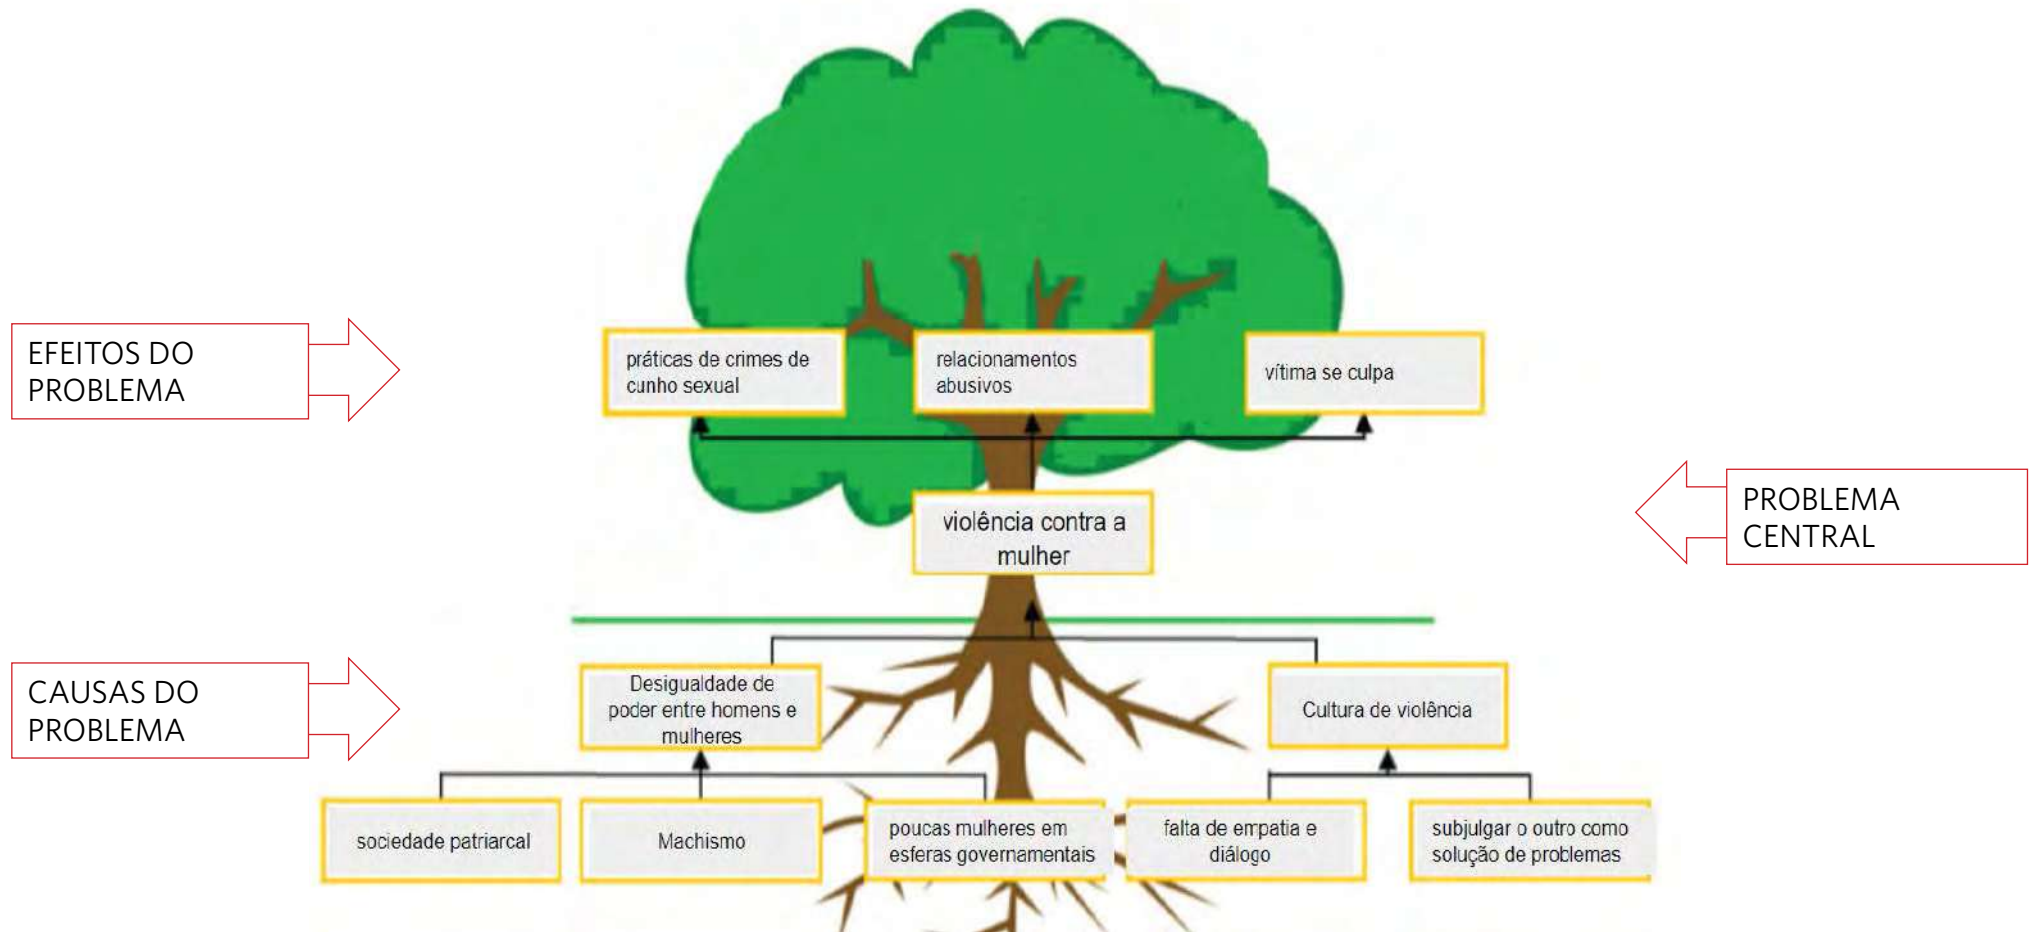 EFEITOS DO
PROBLEMA
práticas de crimes de
cunho sexual
relacionamentos
abusivos
vítima se culpa
violência contra a
mulher
PROBLEMA
CENTRAL
CAUSAS DO
PROBLEMA
Desigualdade de
poder entre homens e
mulheres
Cultura de violência
sociedade patriarcal
Machismo
poucas mulheres em
esferas governamentais
falta de empatia e
diálogo
subjulgar o outro como
solução de problemas